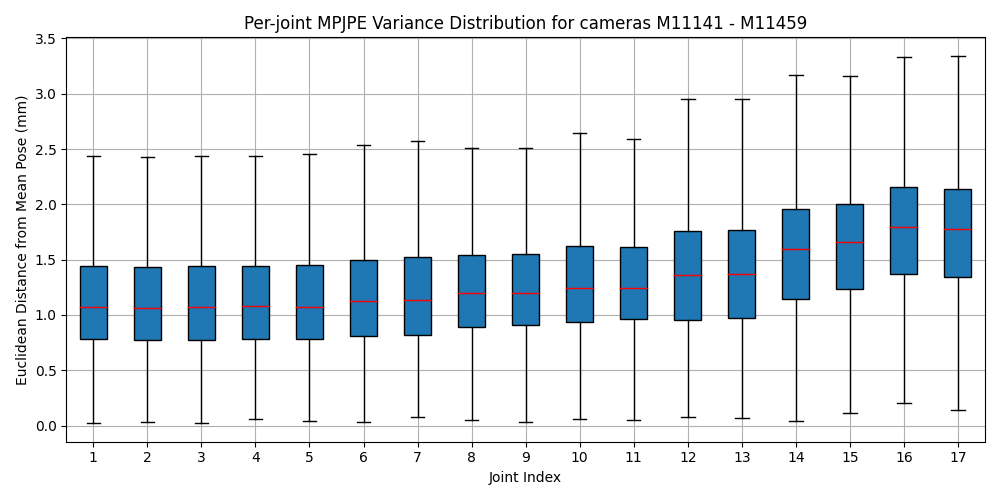 Per-joint MPJPE Variance Distribution for cameras M11141 - M11459
Euclidean Distance from Mean Pose (mm)
3.5
3.0
2.5
2.0
1.5
1.0
0.5
0.0
1 2 3 4 5 6 7 8 9 10 11 12 13 14 15 16 17
Joint Index